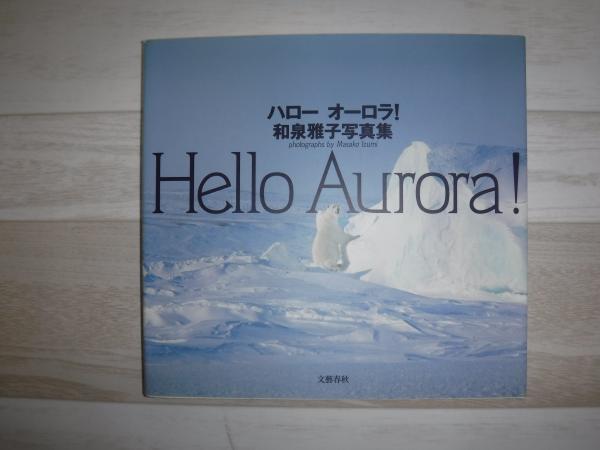 ハロー オーロラ!
和泉雅子写真集
photographs by Masako Izumi
Hello Aurora!
文藝春秋